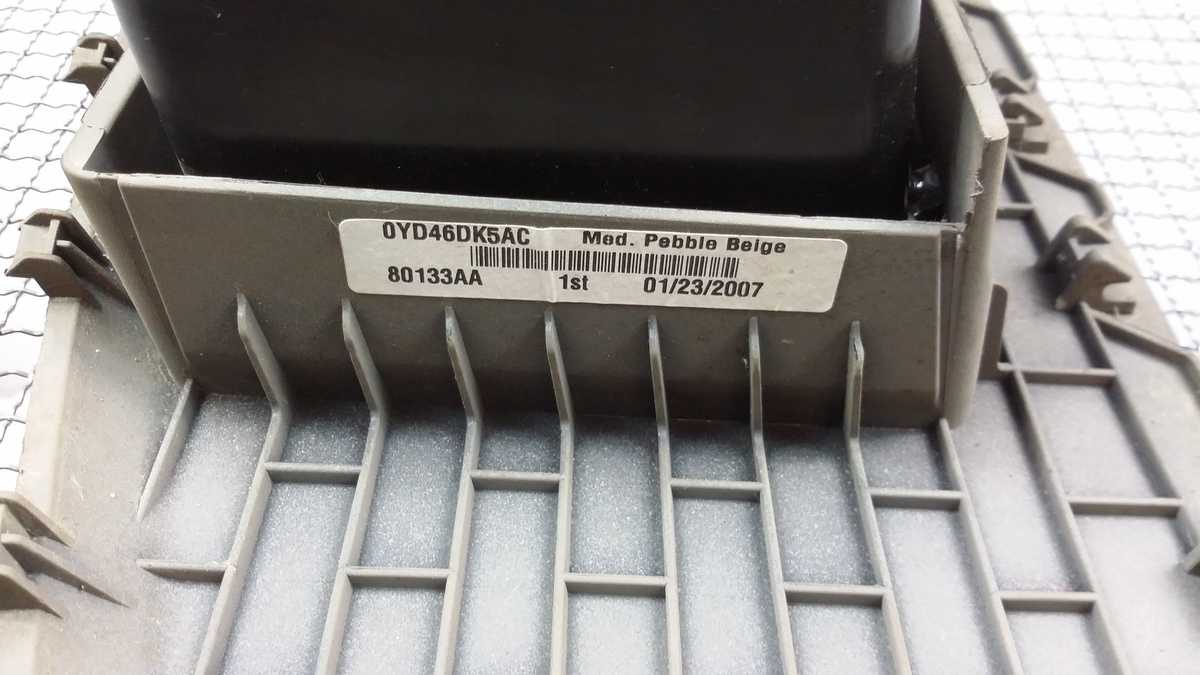 0YD46DK5AC Med. Pebble Beige
80133AA 1st 01/23/2007